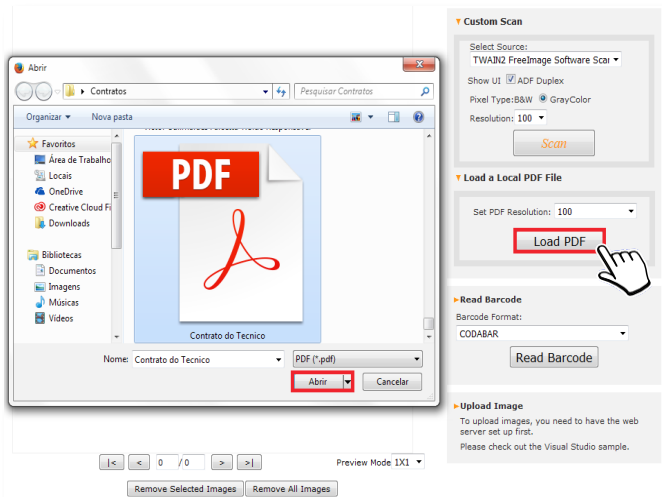 Abrir
Contratos
Pesquisar Contratos
Organizar
Nova pasta
Favoritos
Área de Trabalho
Locais
OneDrive
Creative Cloud Fi
Downloads
Bibliotecas
Documentos
Imagens
Músicas
Vídeos
PDF
Contrato do Tecnico
Nome: Contrato do Tecnico
PDF (*.pdf)
Abrir
Cancelar
|<
<
0 / 0
>
>|
Preview Mode 1X1
Remove Selected Images
Remove All Images
Custom Scan
Select Source:
TWAIN2 FreeImage Software Scar
Show UI ADF Duplex
Pixel Type:B&W GrayColor
Resolution: 100
Scan
Load a Local PDF File
Set PDF Resolution: 100
Load PDF
Read Barcode
Barcode Format:
CODABAR
Read Barcode
Upload Image
To upload images, you need to have the web
server set up first.
Please check out the Visual Studio sample.